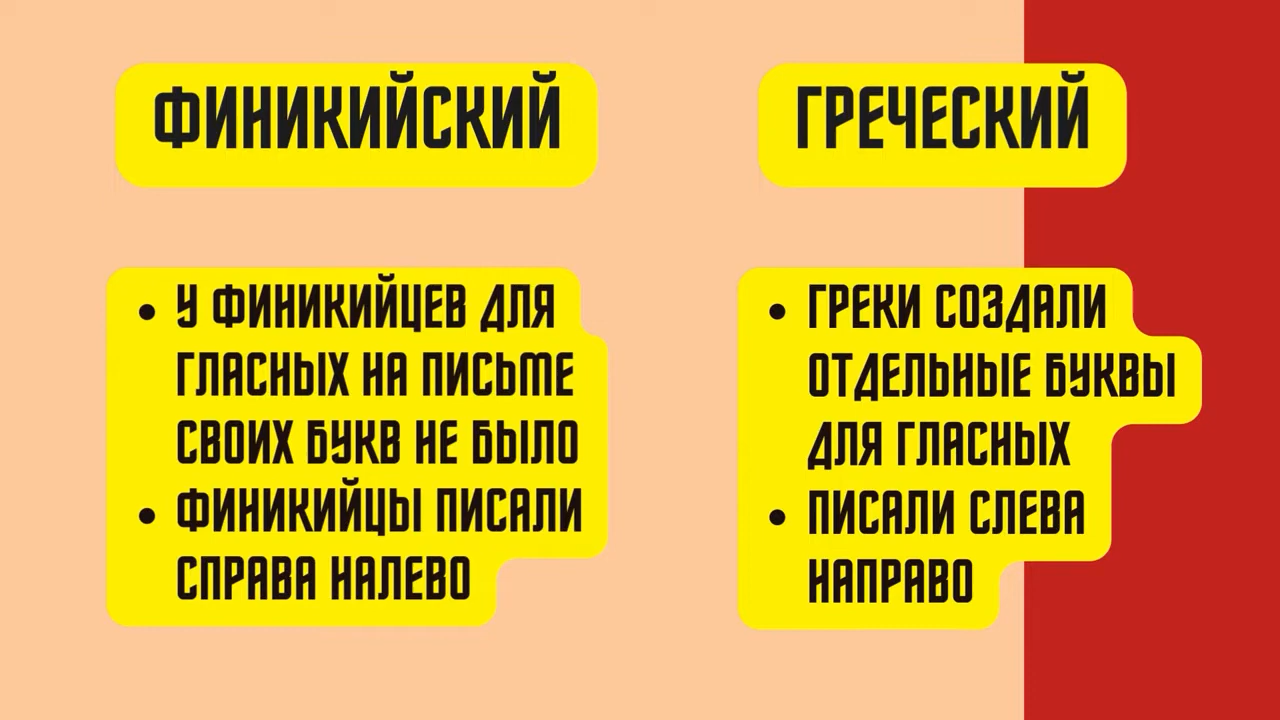 ФИНИКИЙСКИЙ
• У ФИНИКИЙЦЕВ ДЛЯ
ГЛАСНЫХ НА ПИСЬМЕ
СВОИХ БУКВ НЕ БЫЛО
• ФИНИКИЙЦЫ ПИСАЛИ
СПРАВА НАЛЕВО
ГРЕЧЕСКИЙ
• ГРЕКИ СОЗДАЛИ
ОТДЕЛЬНЫЕ БУКВЫ
ДЛЯ ГЛАСНЫХ
• ПИСАЛИ СЛЕВА
НАПРАВО